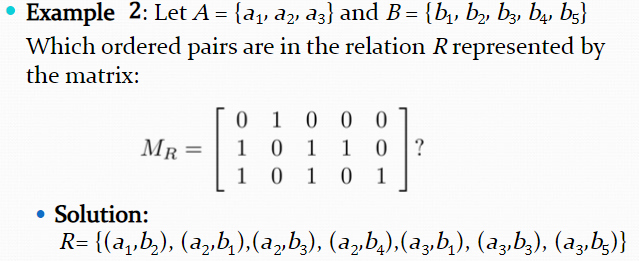 • Example 2: Let A = {a₁, a₂, a₃} and B = {b₁, b₂, b₃, b₄, b₅}
Which ordered pairs are in the relation R represented by
the matrix:
0 1 0 0 0
M_R = 1 0 1 1 0 ?
1 0 1 0 1
• Solution:
R= {(a₁,b₂), (a₂,b₁),(a₂,b₃), (a₂,b₄),(a₃,b₁), (a₃,b₃), (a₃,b₅)}